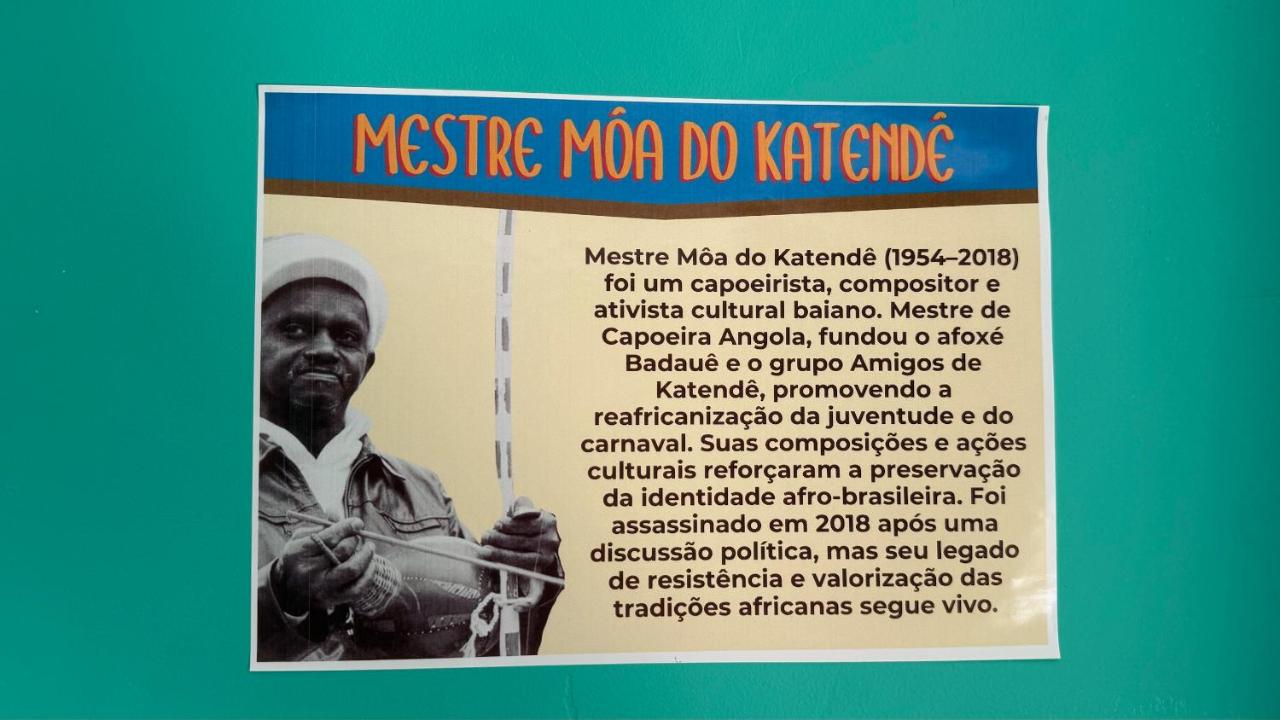 MESTRE MÔA DO KATENDÊ
Mestre Môa do Katendê (1954–2018)
foi um capoeirista, compositor e
ativista cultural baiano. Mestre de
Capoeira Angola, fundou o afoxé
Badauê e o grupo Amigos de
Katendê, promovendo a
reafricanização da juventude e do
carnaval. Suas composições e ações
culturais reforçaram a preservação
da identidade afro-brasileira. Foi
assassinado em 2018 após uma
discussão política, mas seu legado
de resistência e valorização das
tradições africanas segue vivo.